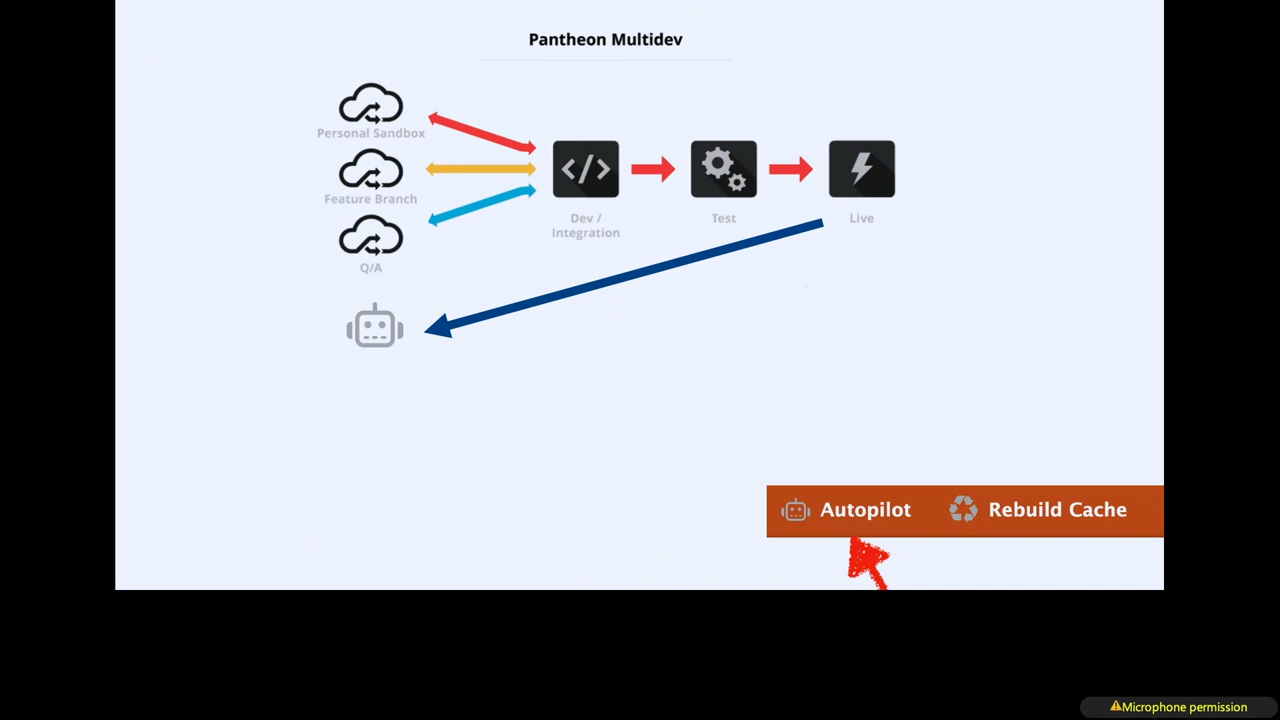 Pantheon Multidev
Personal Sandbox
Feature Branch
Q/A
</>
Dev /
Integration
Test
Live
Autopilot
Rebuild Cache
Microphone permission